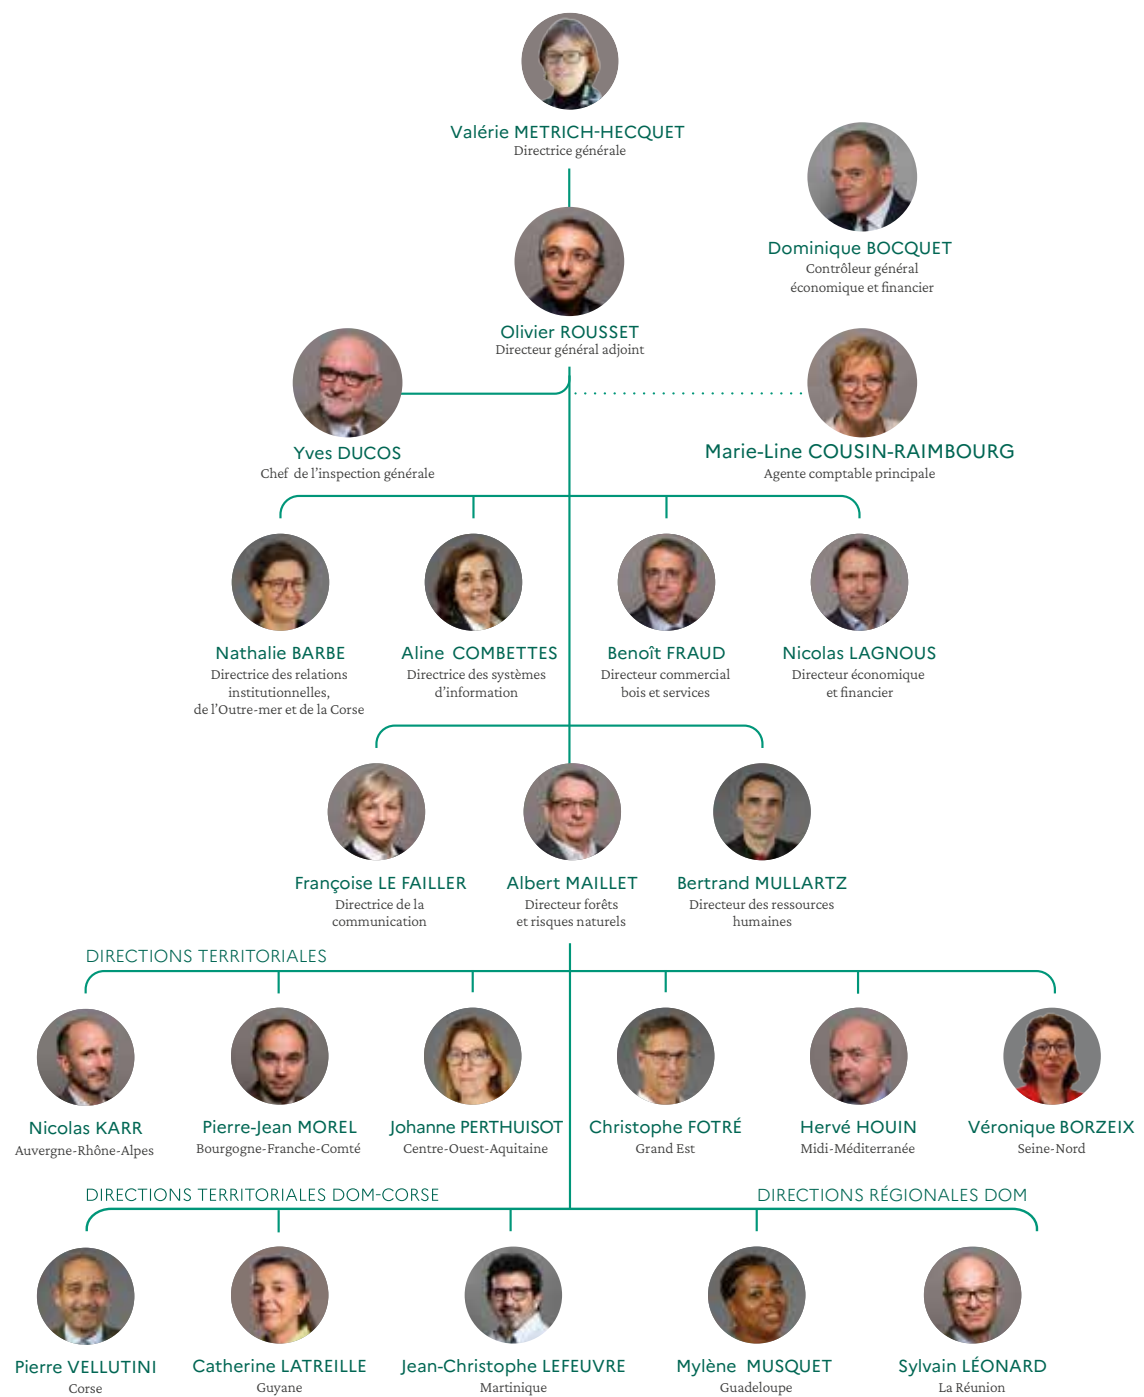 Valérie METRICH-HECQUET
Directrice générale
Dominique BOCQUET
Contrôleur général
économique et financier
Olivier ROUSSET
Directeur général adjoint
Yves DUCOS
Chef de l'inspection générale
Marie-Line COUSIN-RAIMBOURG
Agente comptable principale
Nathalie BARBE
Directrice des relations
institutionnelles,
de l'Outre-mer et de la Corse
Aline COMBETTES
Directrice des systèmes
d'information
Benoît FRAUD
Directeur commercial
bois et services
Nicolas LAGNOUS
Directeur économique
et financier
Françoise LE FAILLER
Directrice de la
communication
Albert MAILLET
Directeur forêts
et risques naturels
Bertrand MULLARTZ
Directeur des ressources
humaines
DIRECTIONS TERRITORIALES
Nicolas KARR
Auvergne-Rhône-Alpes
Pierre-Jean MOREL
Bourgogne-Franche-Comté
Johanne PERTHUISOT
Centre-Ouest-Aquitaine
Christophe FOTRÉ
Grand Est
Hervé HOUIN
Midi-Méditerranée
Véronique BORZEIX
Seine-Nord
DIRECTIONS TERRITORIALES DOM-CORSE
DIRECTIONS RÉGIONALES DOM
Pierre VELLUTINI
Corse
Catherine LATREILLE
Guyane
Jean-Christophe LEFEUVRE
Martinique
Mylène MUSQUET
Guadeloupe
Sylvain LÉONARD
La Réunion